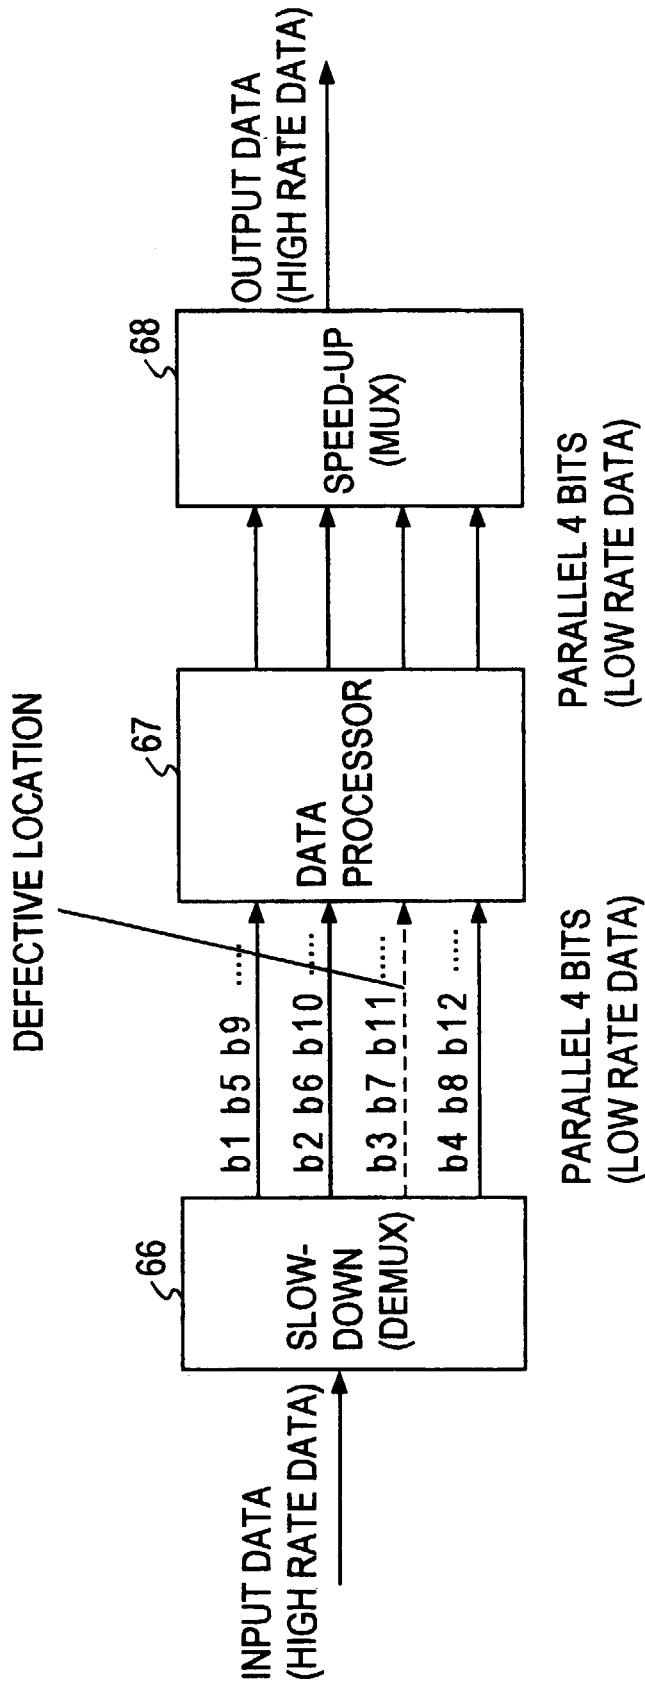 DEFECTIVE LOCATION
INPUT DATA
(HIGH RATE DATA)
66
SLOW-
DOWN
(DEMUX)
b1 b5 b9 .....
b2 b6 b10 .....
b3 b7 b11 .....
b4 b8 b12 .....
PARALLEL 4 BITS
(LOW RATE DATA)
67
DATA
PROCESSOR
PARALLEL 4 BITS
(LOW RATE DATA)
68
SPEED-UP
(MUX)
OUTPUT DATA
(HIGH RATE DATA)